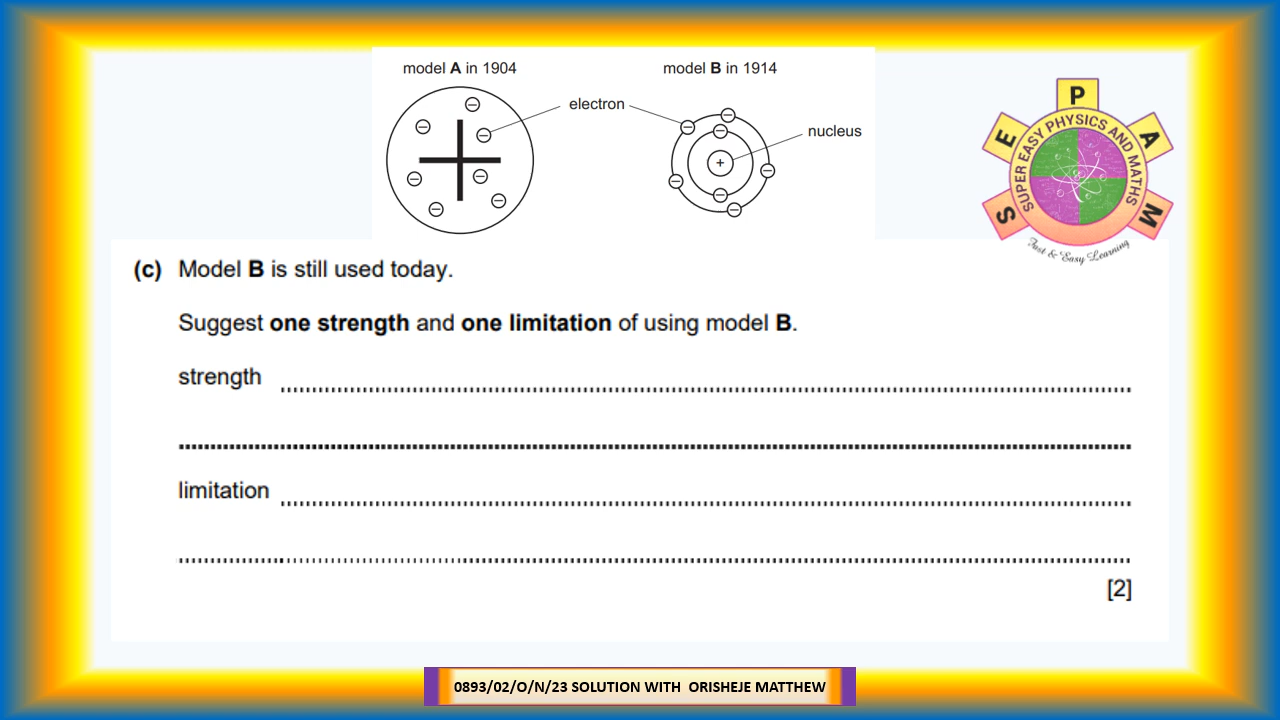 model A in 1904
model B in 1914
electron
nucleus
+
S E P A M
SUPER EASY PHYSICS AND MATHS
Fast & Easy Learning
(c) Model B is still used today.
Suggest one strength and one limitation of using model B.
strength
limitation
[2]
0893/02/O/N/23 SOLUTION WITH ORISHEJE MATTHEW